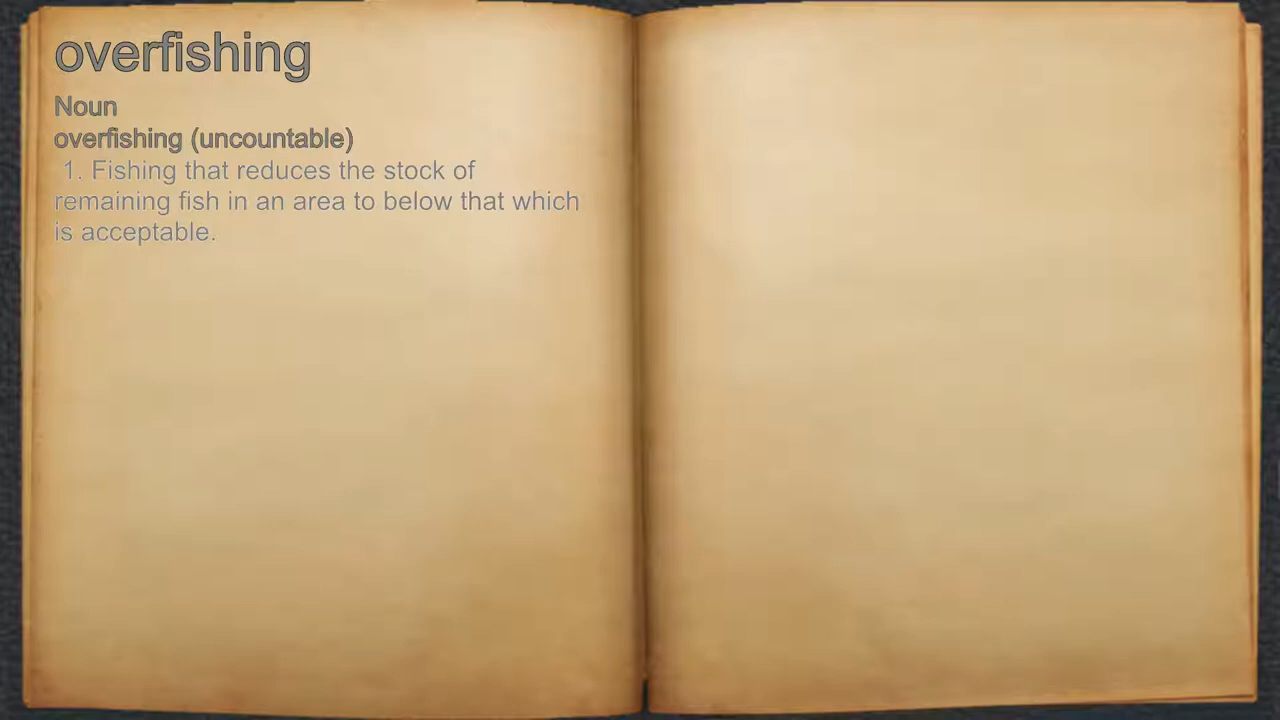 overfishing
Noun
overfishing (uncountable)
1. Fishing that reduces the stock of
remaining fish in an area to below that which
is acceptable.